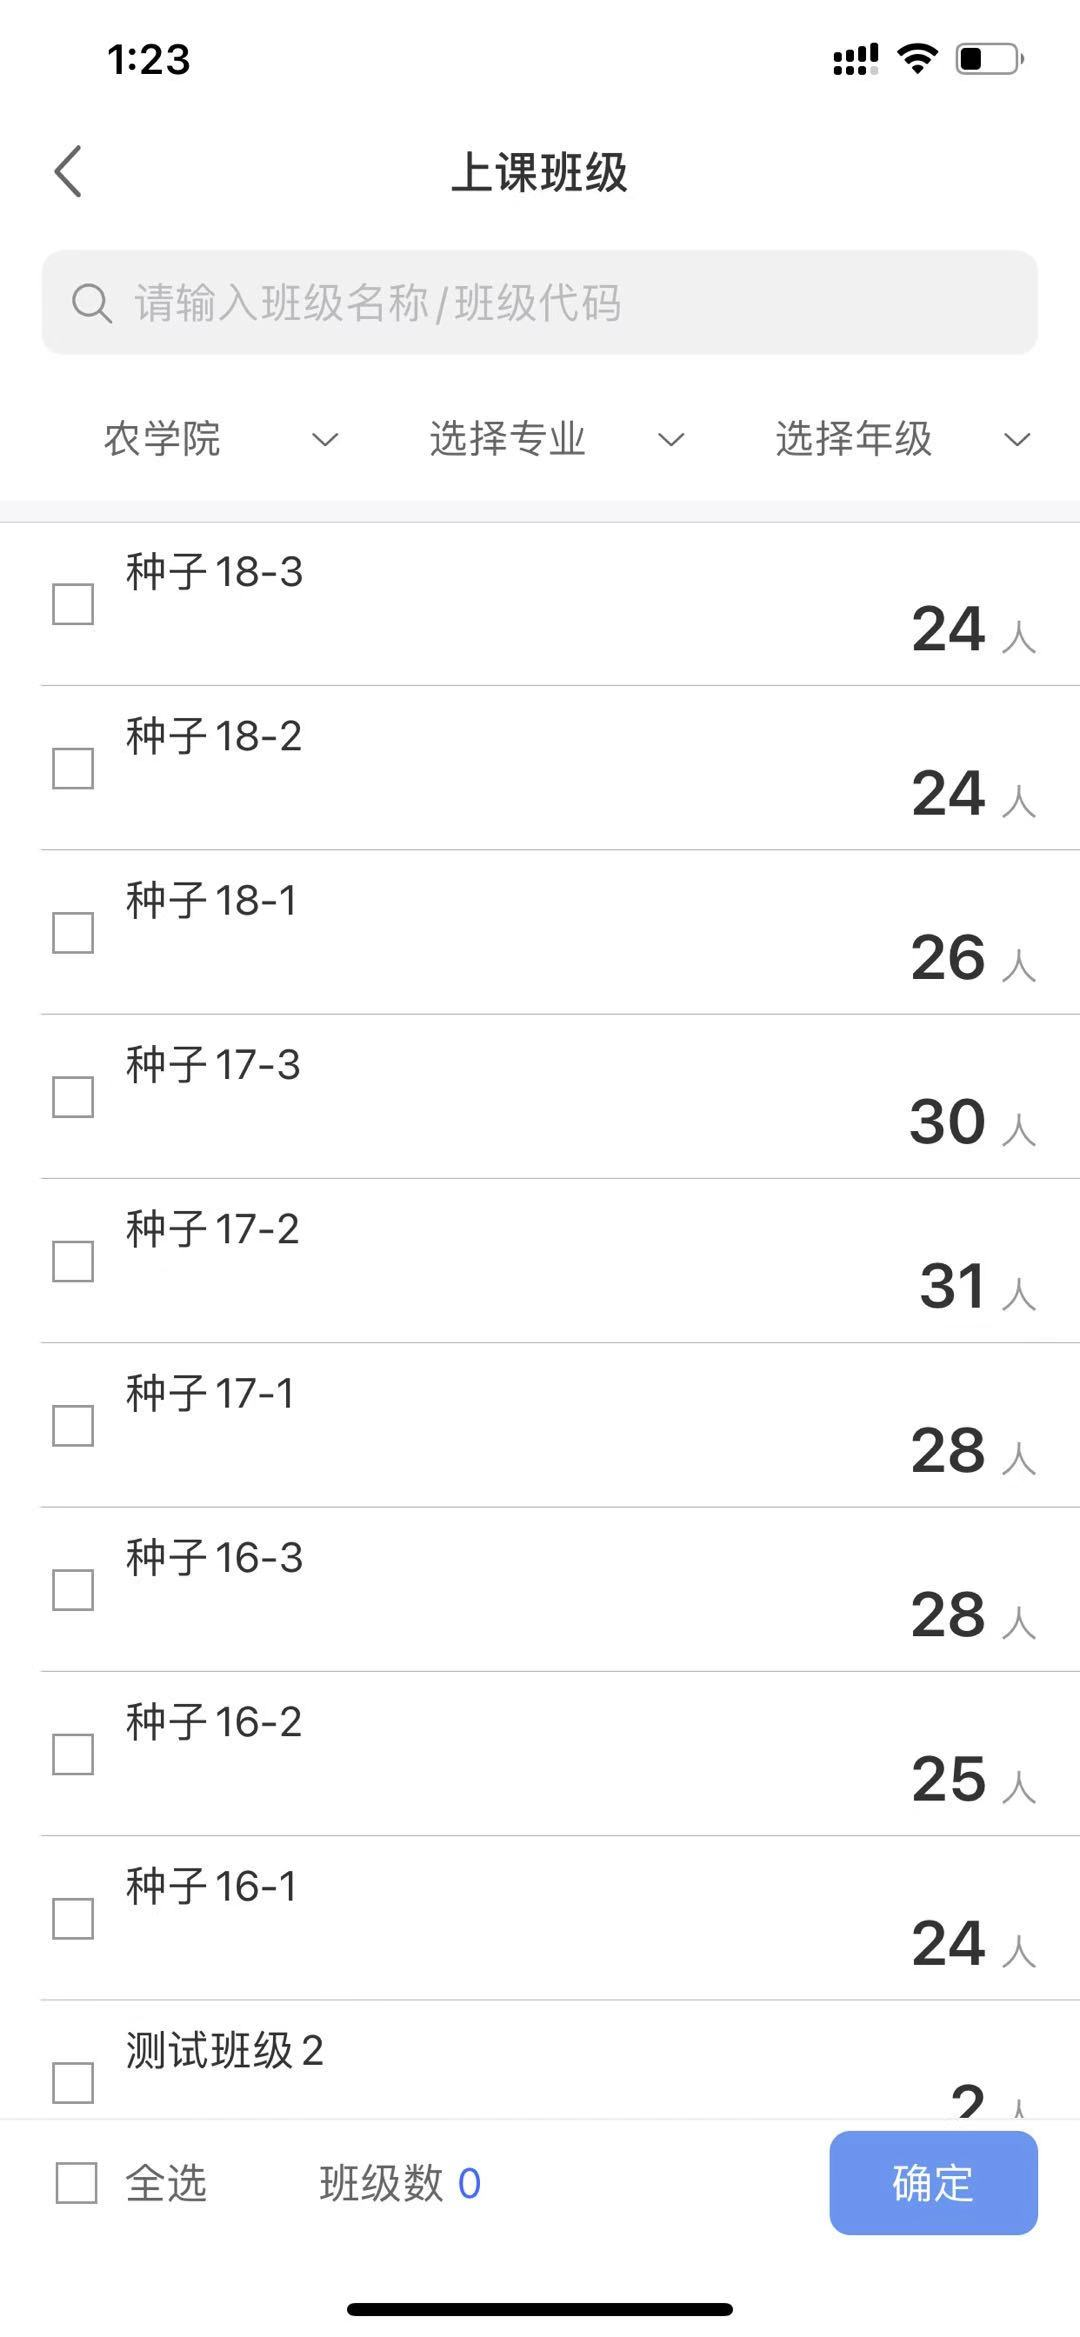 1:23
上课班级
请输入班级名称/班级代码
农学院 选择专业 选择年级
种子18-3
24 人
种子18-2
24 人
种子18-1
26 人
种子17-3
30 人
种子17-2
31 人
种子17-1
28 人
种子16-3
28 人
种子16-2
25 人
种子16-1
24 人
测试班级2
2 人
全选 班级数 0 确定